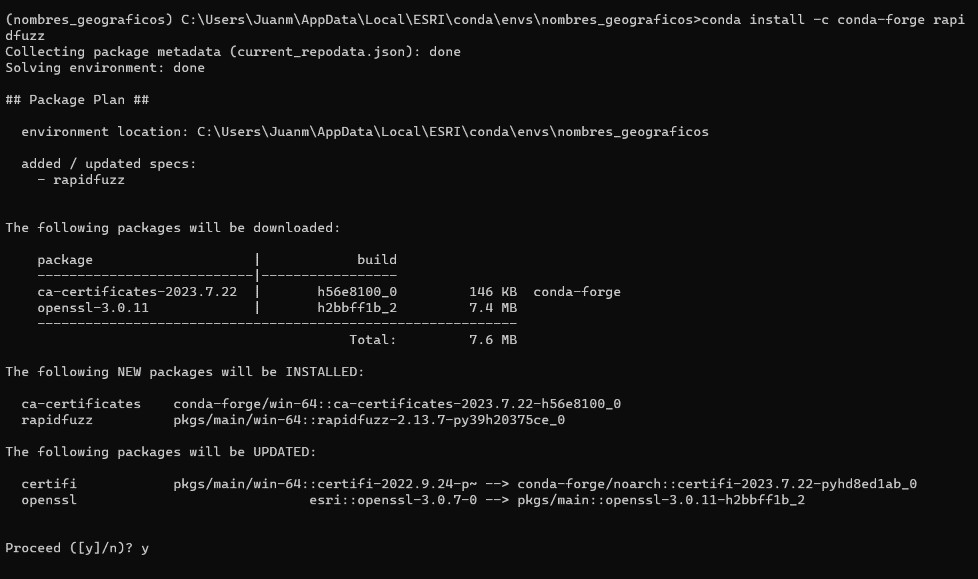 (nombres_geograficos) C:\Users\Juanm\AppData\Local\ESRI\conda\envs\nombres_geograficos>conda install -c conda-forge rapi
dfuzz
Collecting package metadata (current_repodata.json): done
Solving environment: done

## Package Plan ##

  environment location: C:\Users\Juanm\AppData\Local\ESRI\conda\envs\nombres_geograficos

  added / updated specs:
    - rapidfuzz


The following packages will be downloaded:

    package                    |            build
    ---------------------------|-----------------
    ca-certificates-2023.7.22  |       h56e8100_0         146 KB  conda-forge
    openssl-3.0.11             |       h2bbff1b_2         7.4 MB
    ------------------------------------------------------------
                                           Total:         7.6 MB

The following NEW packages will be INSTALLED:

  ca-certificates    conda-forge/win-64::ca-certificates-2023.7.22-h56e8100_0
  rapidfuzz          pkgs/main/win-64::rapidfuzz-2.13.7-py39h20375ce_0

The following packages will be UPDATED:

  certifi            pkgs/main/win-64::certifi-2022.9.24-p~ --> conda-forge/noarch::certifi-2023.7.22-pyhd8ed1ab_0
  openssl                             esri::openssl-3.0.7-0 --> pkgs/main::openssl-3.0.11-h2bbff1b_2


Proceed ([y]/n)? y